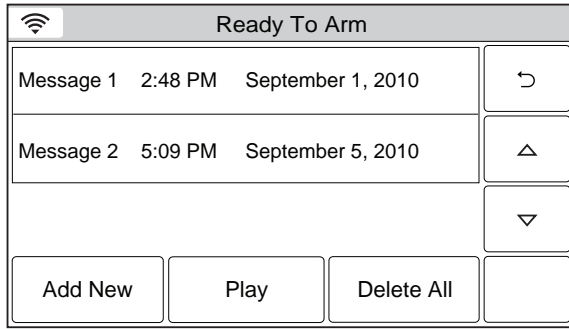 Ready To Arm
Message 1 2:48 PM September 1, 2010
Message 2 5:09 PM September 5, 2010
Add New Play Delete All